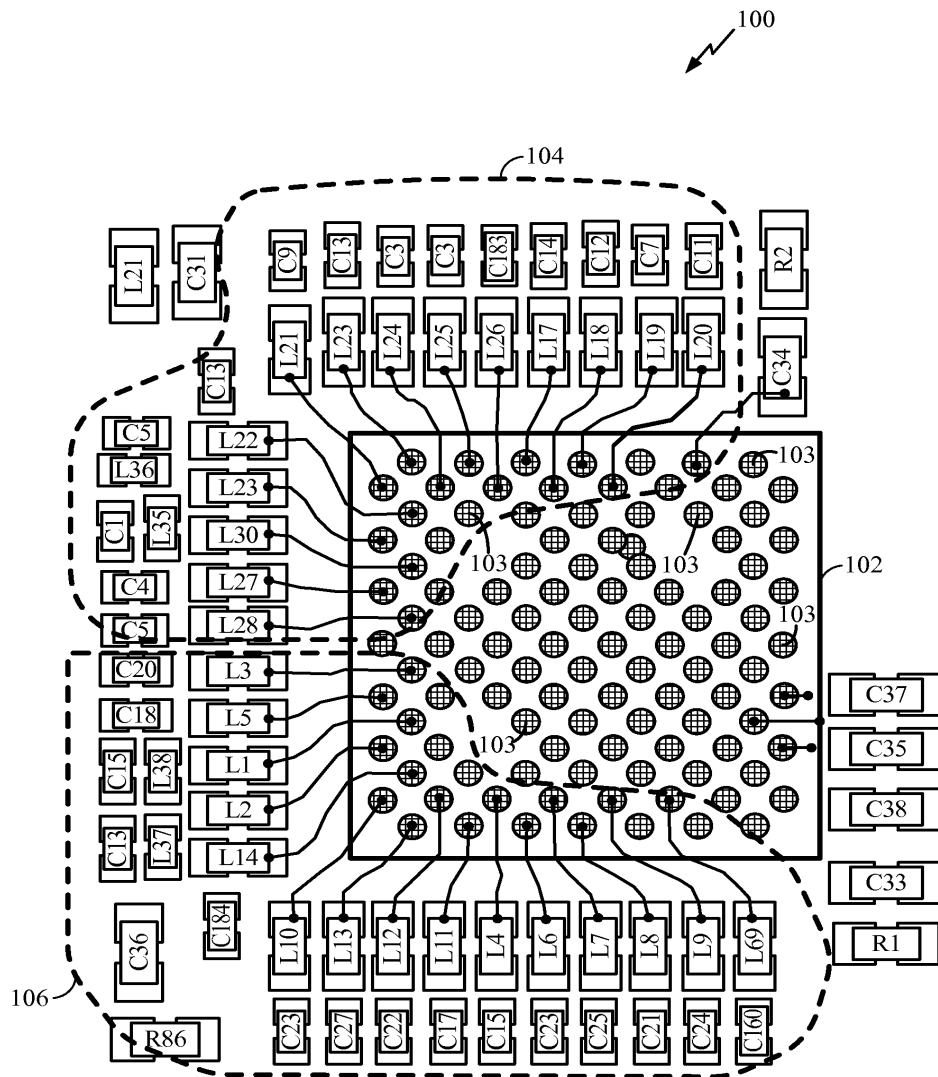 100
104
L21
C31
C9
C13
C3
C3
C183
C14
C12
C7
C11
R2
L21
L23
L24
L25
L26
L17
L18
L19
L20
C34
C13
C5
L22
L36
103
L23
C1
L35
L30
103
103
102
C4
L27
C5
L28
103
C20
L3
C37
C18
L5
103
C15
L38
L1
C35
L2
C38
C13
L37
L14
C33
C36
C184
L10
L13
L12
L11
L4
L6
L7
L8
L9
L69
R1
106
R86
C23
C27
C22
C17
C15
C23
C25
C21
C24
C160